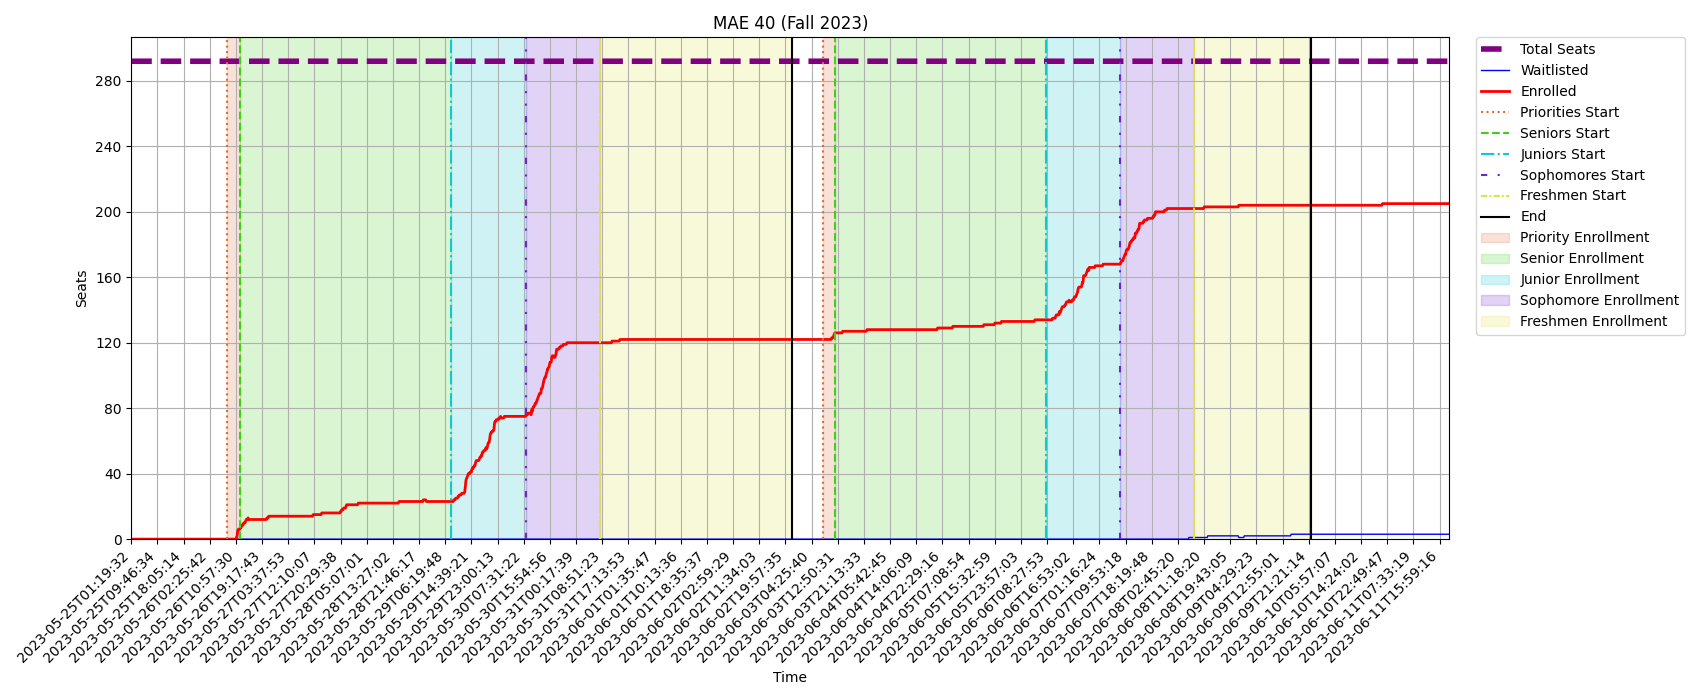 MAE 40 (Fall 2023)
Seats
280
240
200
160
120
80
40
0
2023-05-25T01:19:32
2023-05-25T09:46:34
2023-05-25T18:05:14
2023-05-26T02:25:42
2023-05-26T10:57:30
2023-05-26T19:17:43
2023-05-27T03:37:53
2023-05-27T12:10:07
2023-05-27T20:29:38
2023-05-28T05:07:01
2023-05-28T13:27:02
2023-05-28T21:46:17
2023-05-29T06:19:48
2023-05-29T14:39:21
2023-05-29T23:00:13
2023-05-30T07:31:22
2023-05-30T15:54:56
2023-05-31T00:17:39
2023-05-31T08:51:23
2023-05-31T17:13:53
2023-06-01T01:35:47
2023-06-01T10:13:36
2023-06-01T18:35:37
2023-06-02T02:59:29
2023-06-02T11:34:03
2023-06-02T19:57:35
2023-06-03T04:25:40
2023-06-03T12:50:31
2023-06-03T21:13:33
2023-06-04T05:42:45
2023-06-04T14:06:09
2023-06-04T22:29:16
2023-06-05T07:08:54
2023-06-05T15:32:59
2023-06-05T23:57:03
2023-06-06T08:27:53
2023-06-06T16:53:02
2023-06-07T01:16:24
2023-06-07T09:53:18
2023-06-07T18:19:48
2023-06-08T02:45:20
2023-06-08T11:18:20
2023-06-08T19:43:05
2023-06-09T04:29:23
2023-06-09T12:55:01
2023-06-09T21:21:14
2023-06-10T05:57:07
2023-06-10T14:24:02
2023-06-10T22:49:47
2023-06-11T07:33:19
2023-06-11T15:59:16
Time
Total Seats
Waitlisted
Enrolled
Priorities Start
Seniors Start
Juniors Start
Sophomores Start
Freshmen Start
End
Priority Enrollment
Senior Enrollment
Junior Enrollment
Sophomore Enrollment
Freshmen Enrollment